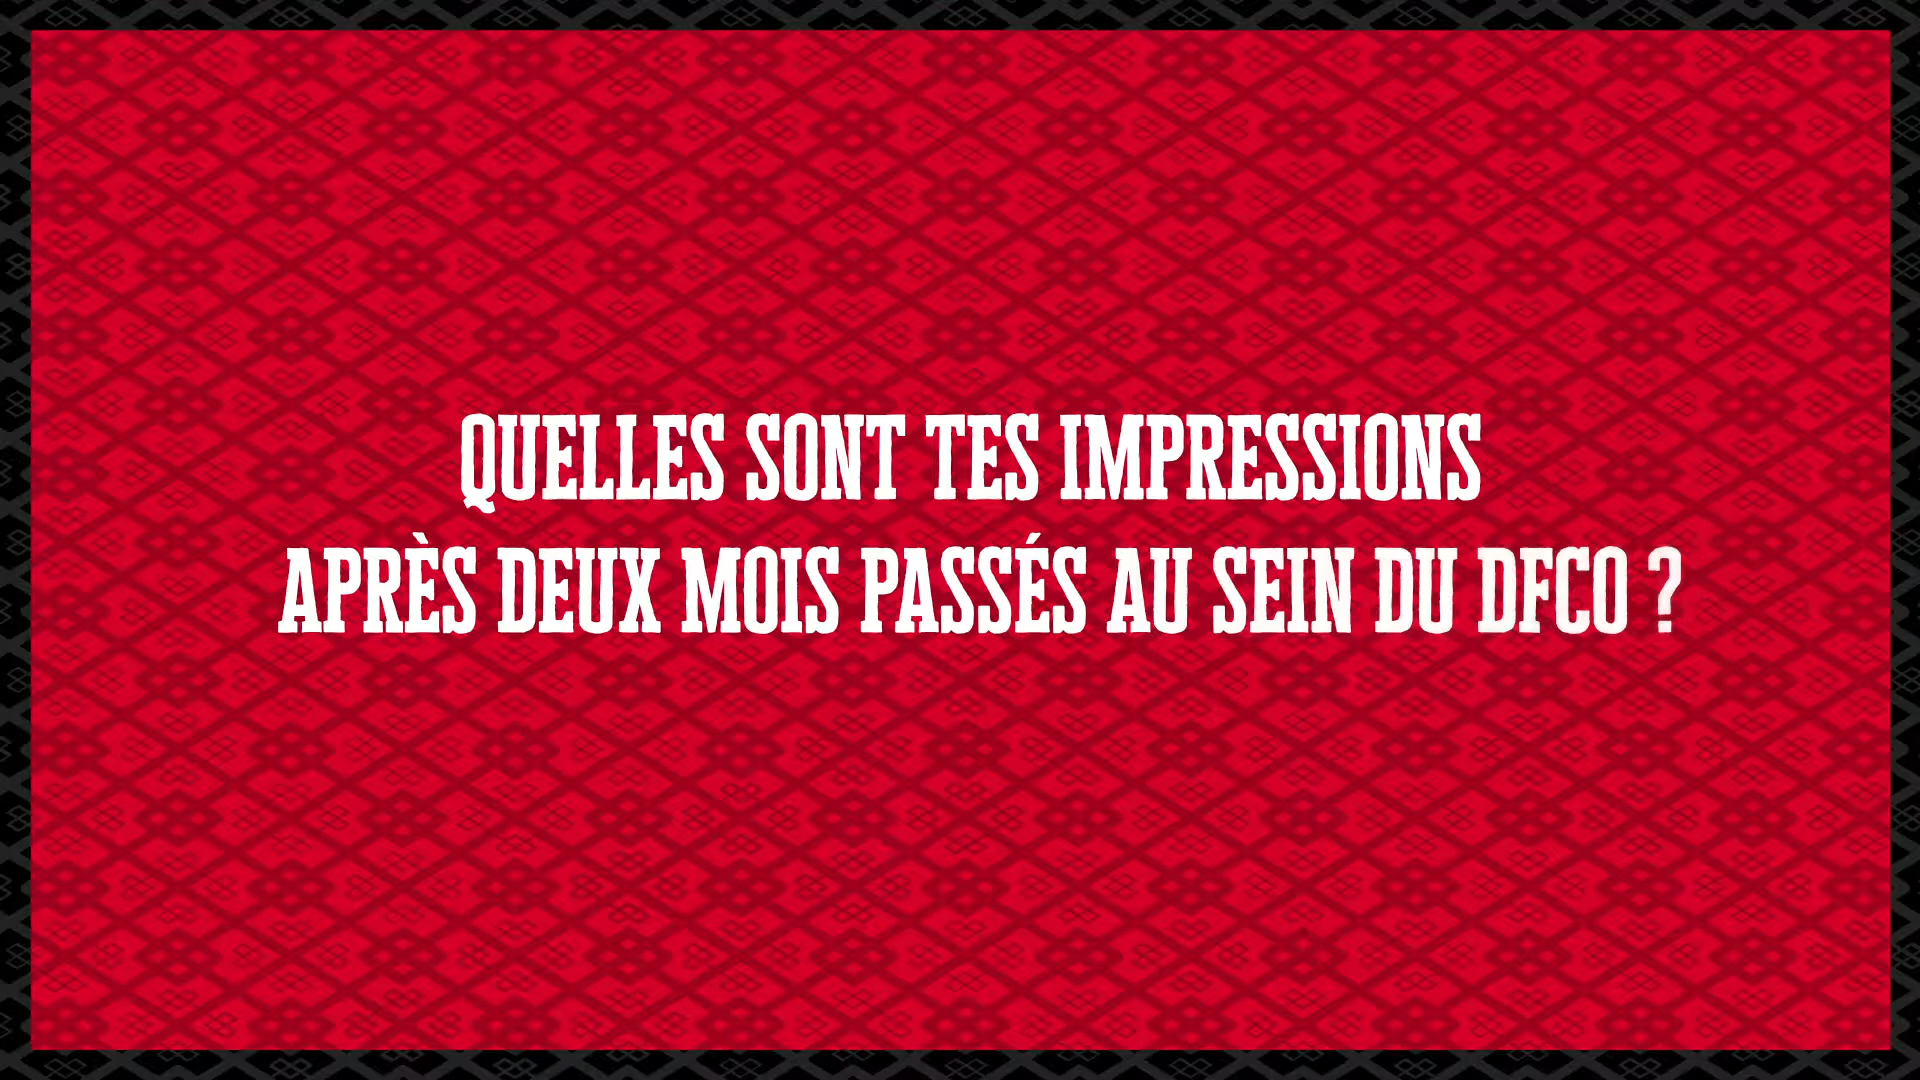 QUELLES SONT TES IMPRESSIONS
APRÈS DEUX MOIS PASSÉS AU SEIN DU DFCO ?